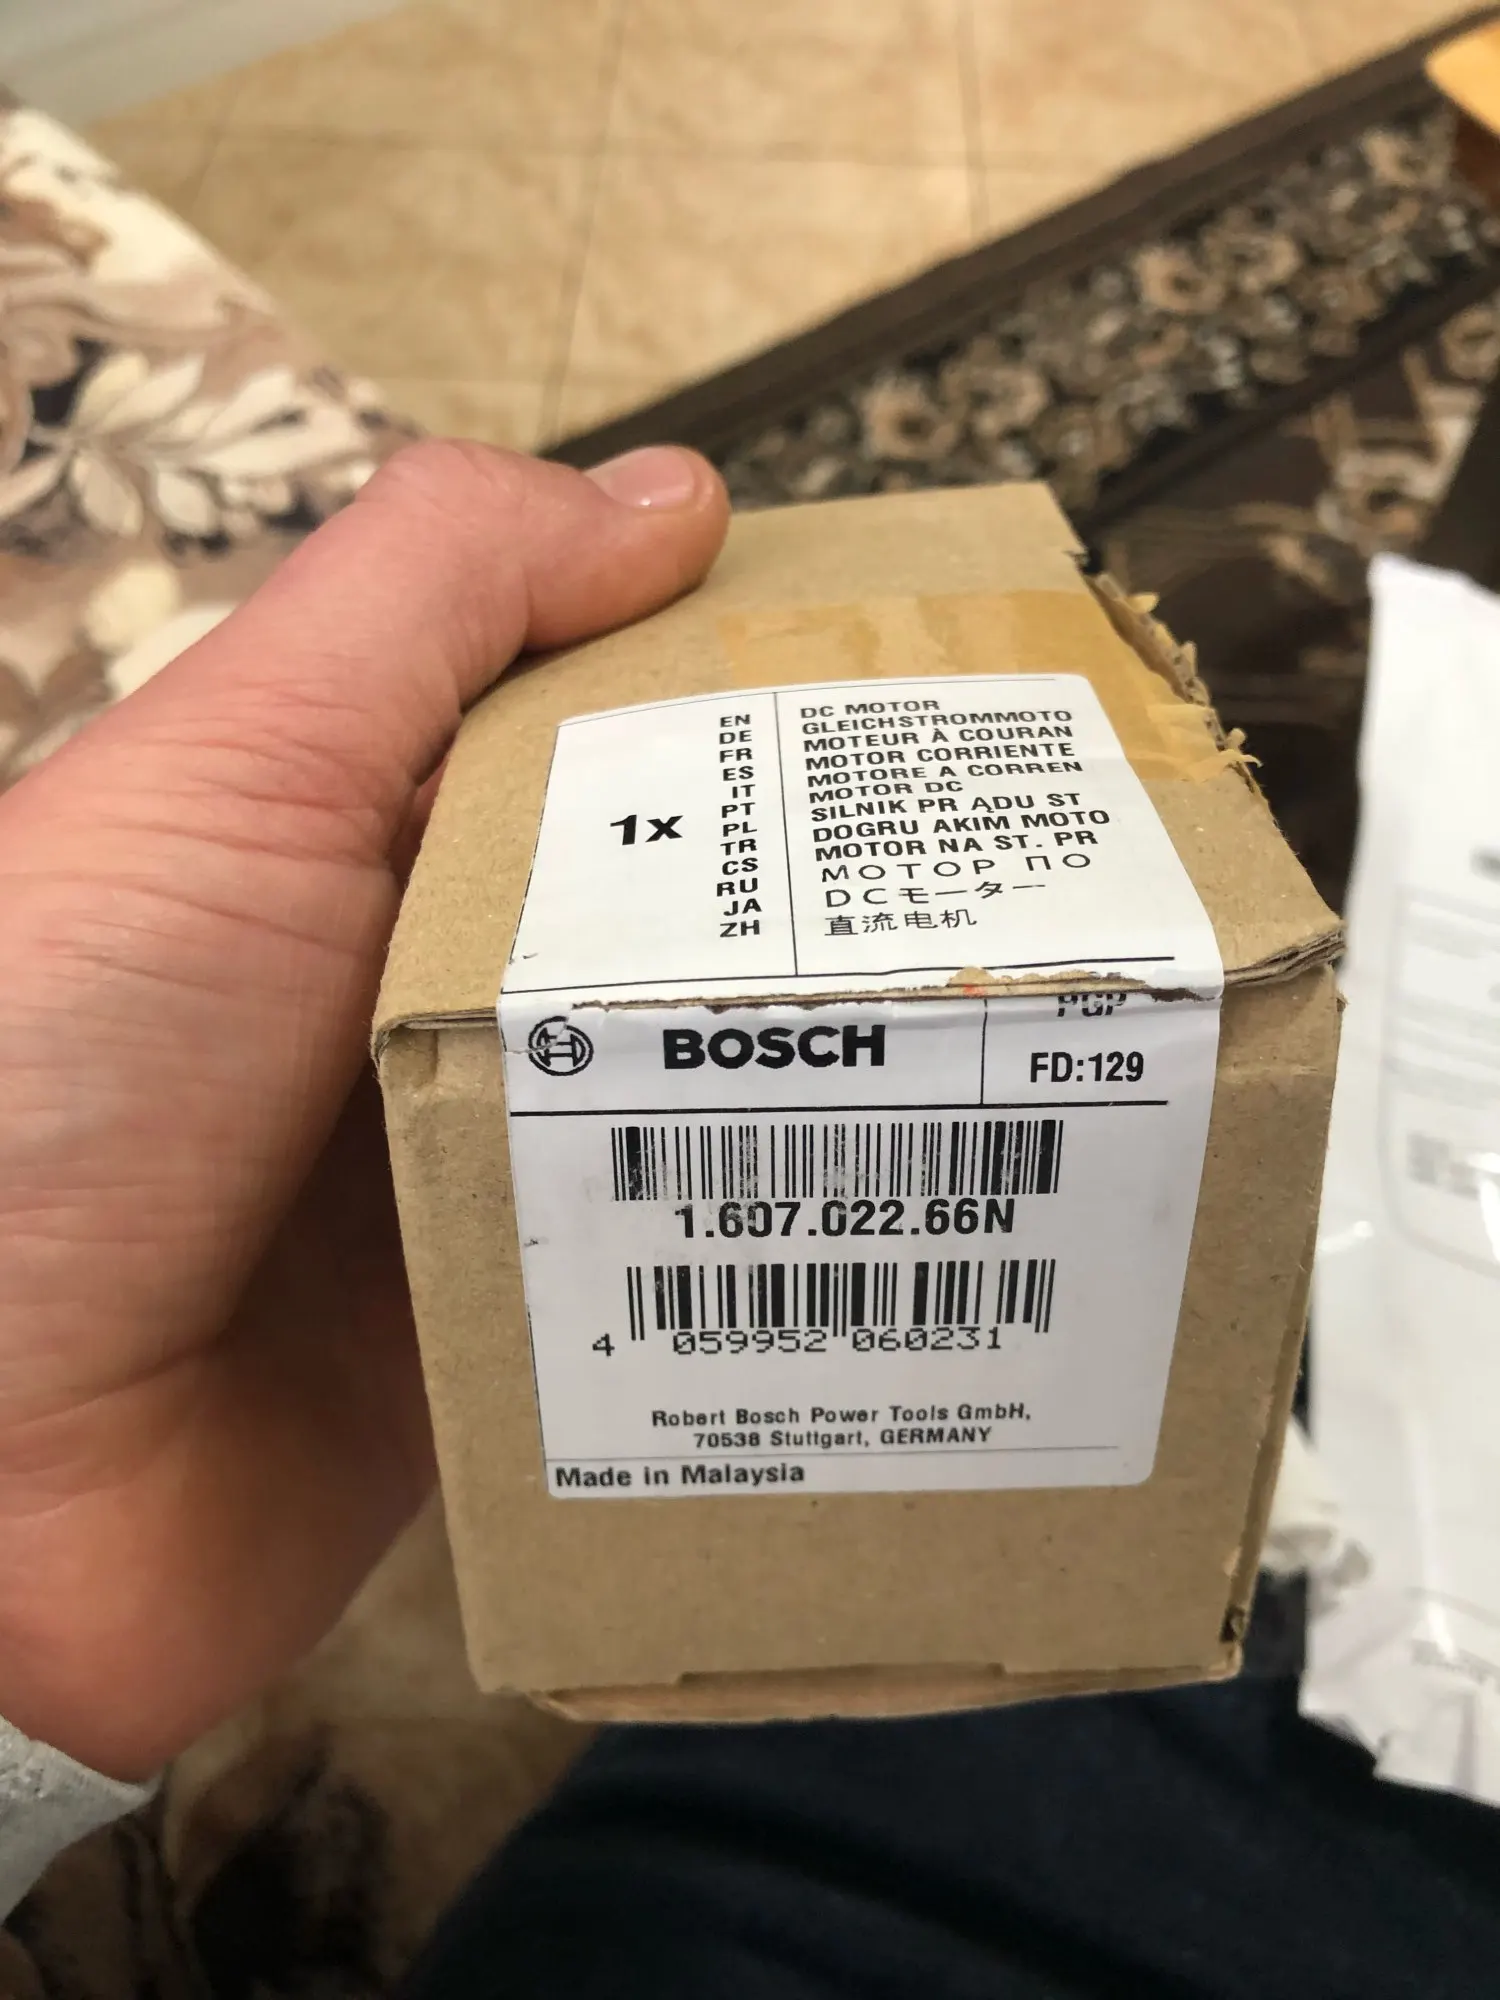 1x
EN DC MOTOR
DE GLEICHSTROMMOTO
FR MOTEUR À COURAN
ES MOTOR CORRIENTE
IT MOTORE A CORREN
PT MOTOR DC
PL SILNIK PR ĄDU ST
TR DOGRU AKIM MOTO
CS MOTOR NA ST. PR
RU МОТОР ПО
JA DCモーター
ZH 直流电机
BOSCH
PGP
FD:129
1.607.022.66N
4 059952 060231
Robert Bosch Power Tools GmbH,
70538 Stuttgart, GERMANY
Made in Malaysia